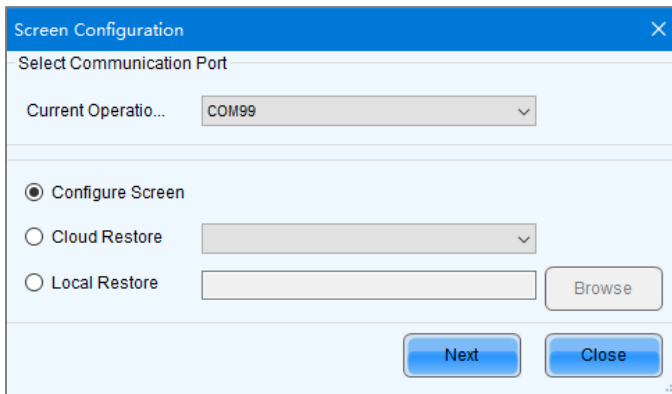 Screen Configuration
Select Communication Port
Current Operatio... COM99
Configure Screen
Cloud Restore
Local Restore Browse
Next Close